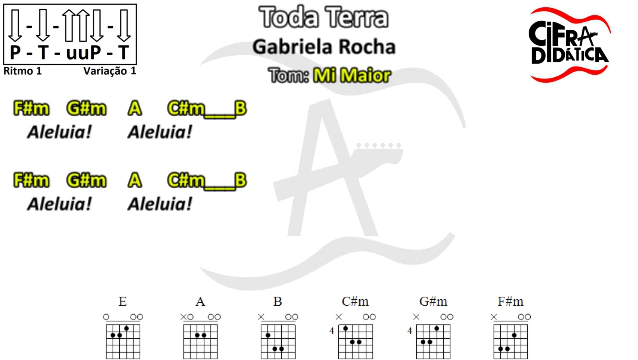 Toda Terra
Gabriela Rocha
Tom: Mi Maior
P - T - uuP - T
Ritmo 1 Variação 1
CiFRA DiDÁTiCA
F#m G#m A C#m___B
Aleluia! Aleluia!
F#m G#m A C#m___B
Aleluia! Aleluia!
E A B C#m G#m F#m
4 4